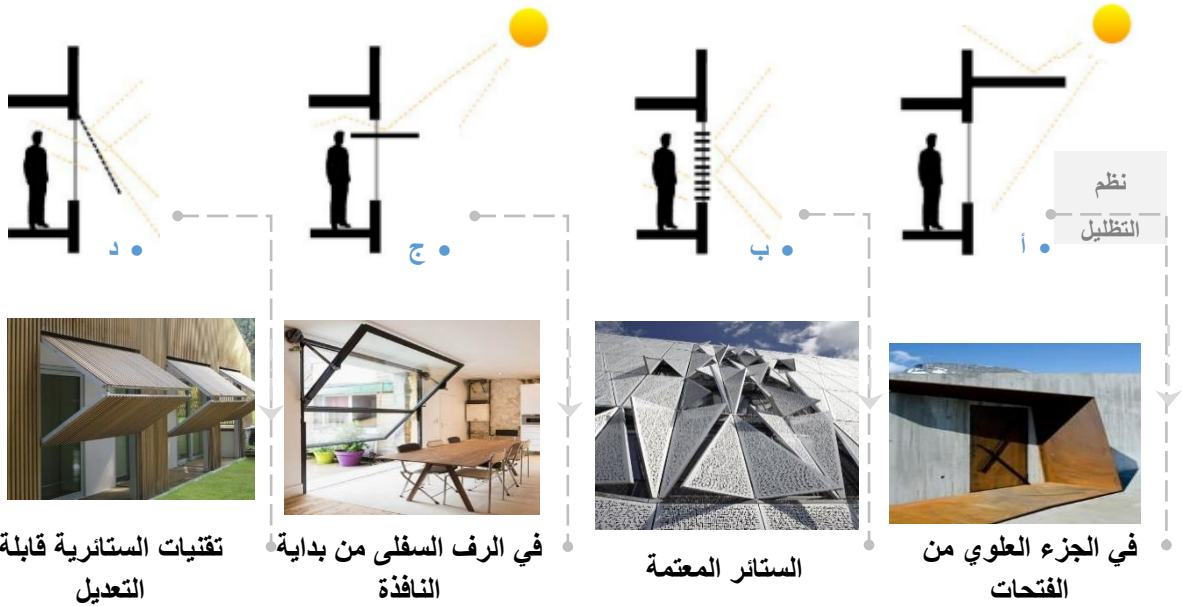 نظم
التظليل
أ •
ب •
ج •
د •
في الجزء العلوي من
الفتحات
الستائر المعتمة
في الرف السفلى من بداية
النافذة
تقنيات الستائرية قابلة
التعديل